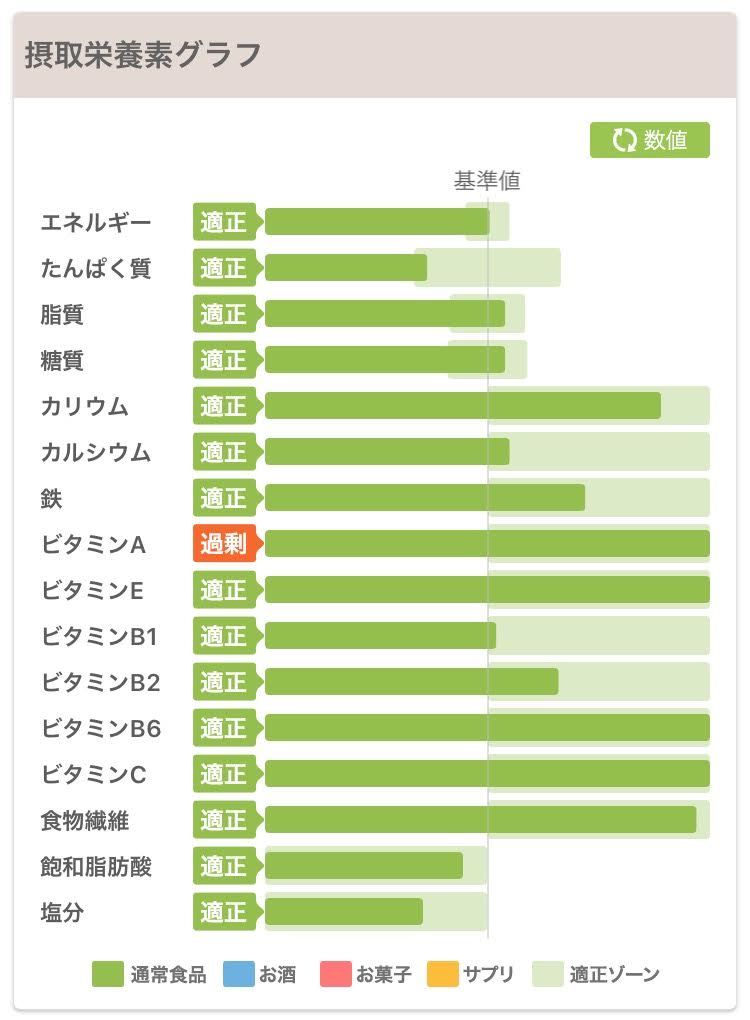 摂取栄養素グラフ
数値
基準値
エネルギー 適正
たんぱく質 適正
脂質 適正
糖質 適正
カリウム 適正
カルシウム 適正
鉄 適正
ビタミンA 過剰
ビタミンE 適正
ビタミンB1 適正
ビタミンB2 適正
ビタミンB6 適正
ビタミンC 適正
食物繊維 適正
飽和脂肪酸 適正
塩分 適正
通常食品 お酒 お菓子 サプリ 適正ゾーン